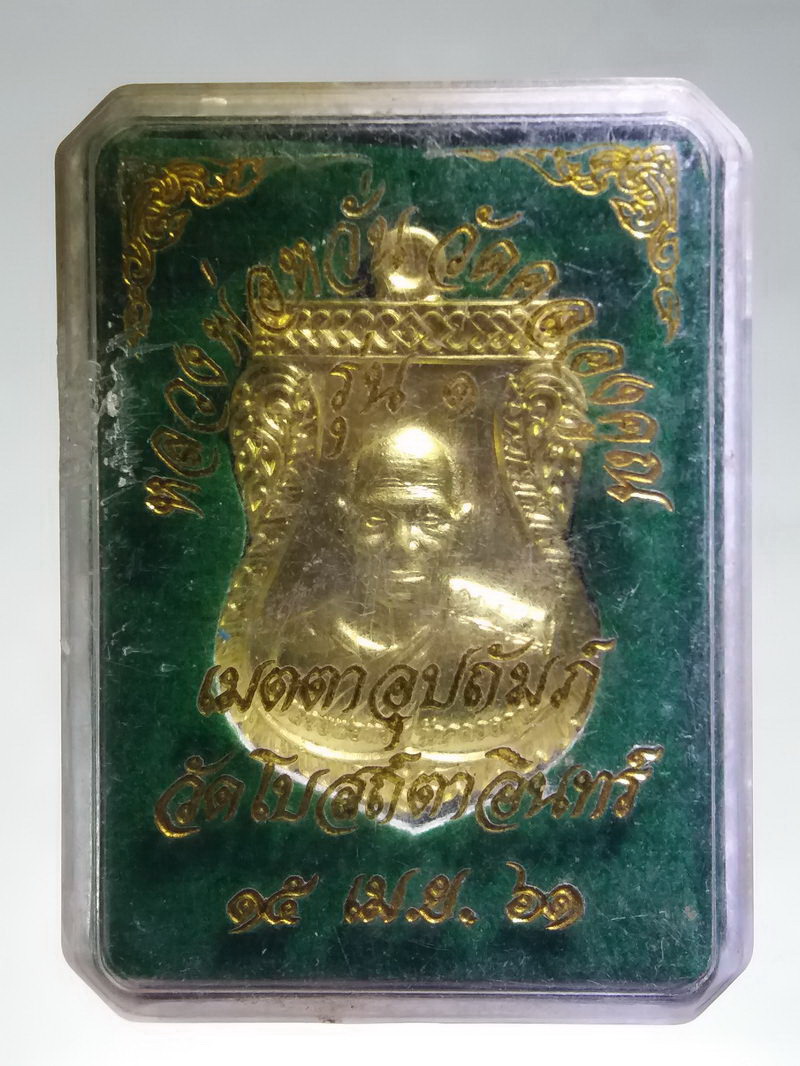 หลวงพ่อหวั่น วัดคลองคูณ
รุ่น ๑
เมตตาอุปถัมภ์
วัดโบสถ์ตาอินทร์
๑๕ เม.ย. ๖๑